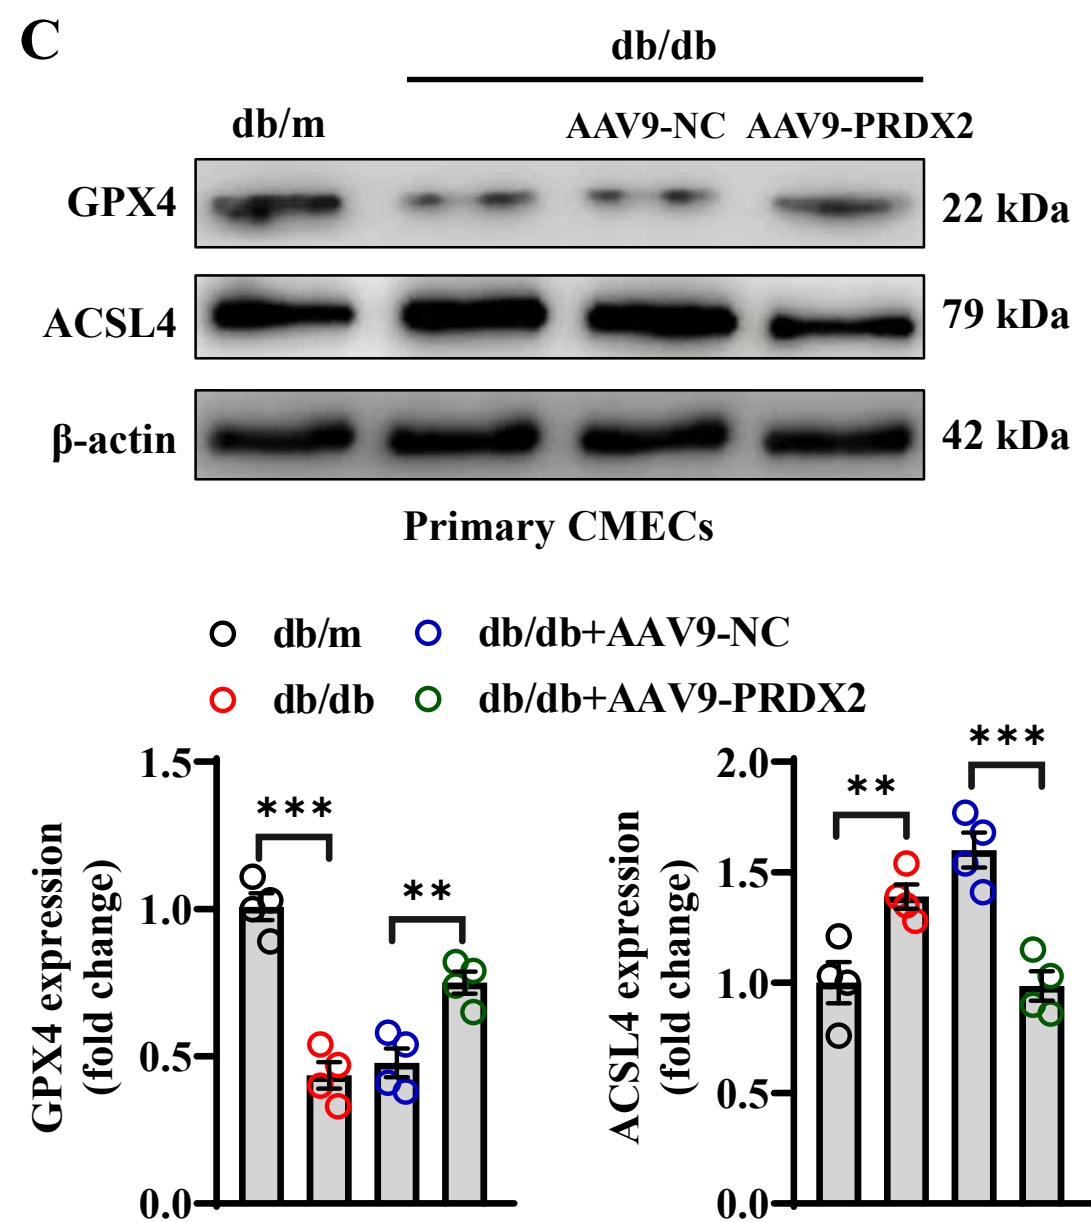 C
db/db
db/m AAV9-NC AAV9-PRDX2
GPX4 22 kDa
ACSL4 79 kDa
β-actin 42 kDa
Primary CMECs
db/m db/db+AAV9-NC
db/db db/db+AAV9-PRDX2
GPX4 expression
(fold change)
1.5
1.0
0.5
0.0
***
**
ACSL4 expression
(fold change)
2.0
1.5
1.0
0.5
0.0
**
***